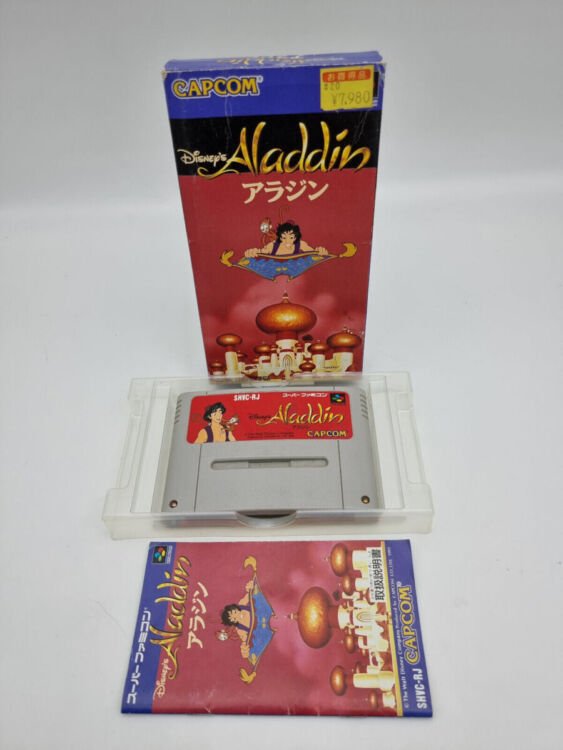 CAPCOM®
お買得品
$20
¥7,980
Disney's Aladdin
アラジン
SHVC-RJ
スーパーファミコン
Disney's Aladdin
CAPCOM
スーパーファミコン
Disney's Aladdin
アラジン
取扱説明書
CAPCOM®
SHVC-RJ